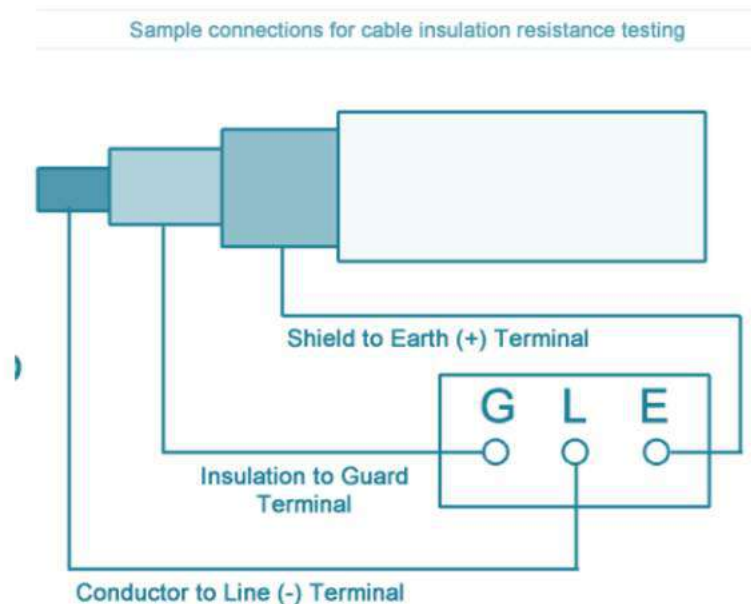 Sample connections for cable insulation resistance testing
Shield to Earth (+) Terminal
G L E
Insulation to Guard
Terminal
Conductor to Line (-) Terminal